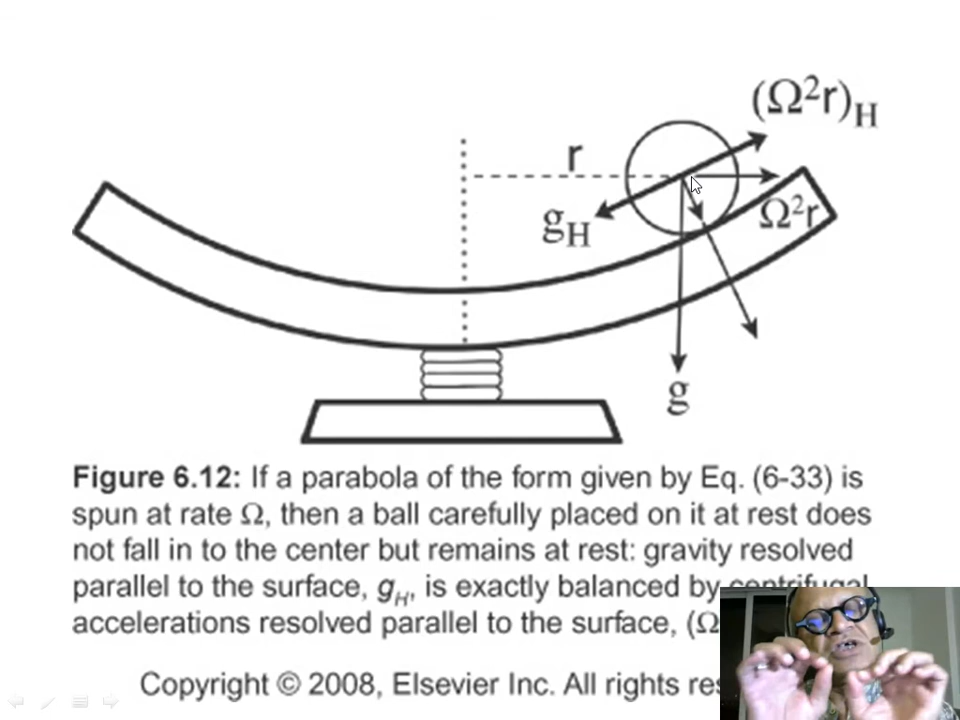 (Ω²r)H
r
gH
Ω²r
g
Figure 6.12: If a parabola of the form given by Eq. (6-33) is
spun at rate Ω, then a ball carefully placed on it at rest does
not fall in to the center but remains at rest: gravity resolved
parallel to the surface, gH, is exactly balanced by centrifugal
accelerations resolved parallel to the surface, (Ω
Copyright © 2008, Elsevier Inc. All rights res